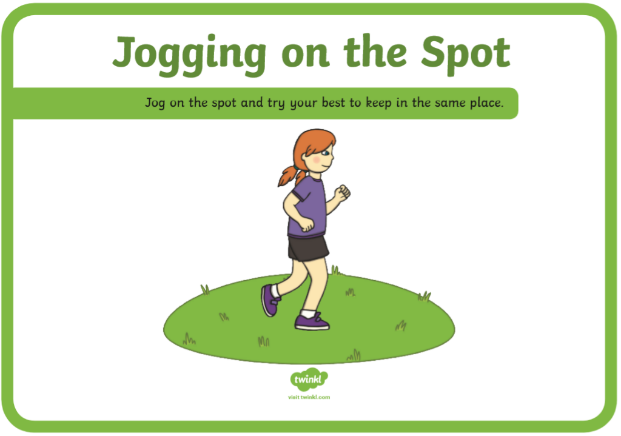 Jogging on the Spot
Jog on the spot and try your best to keep in the same place.
twinkl
visit twinkl.com